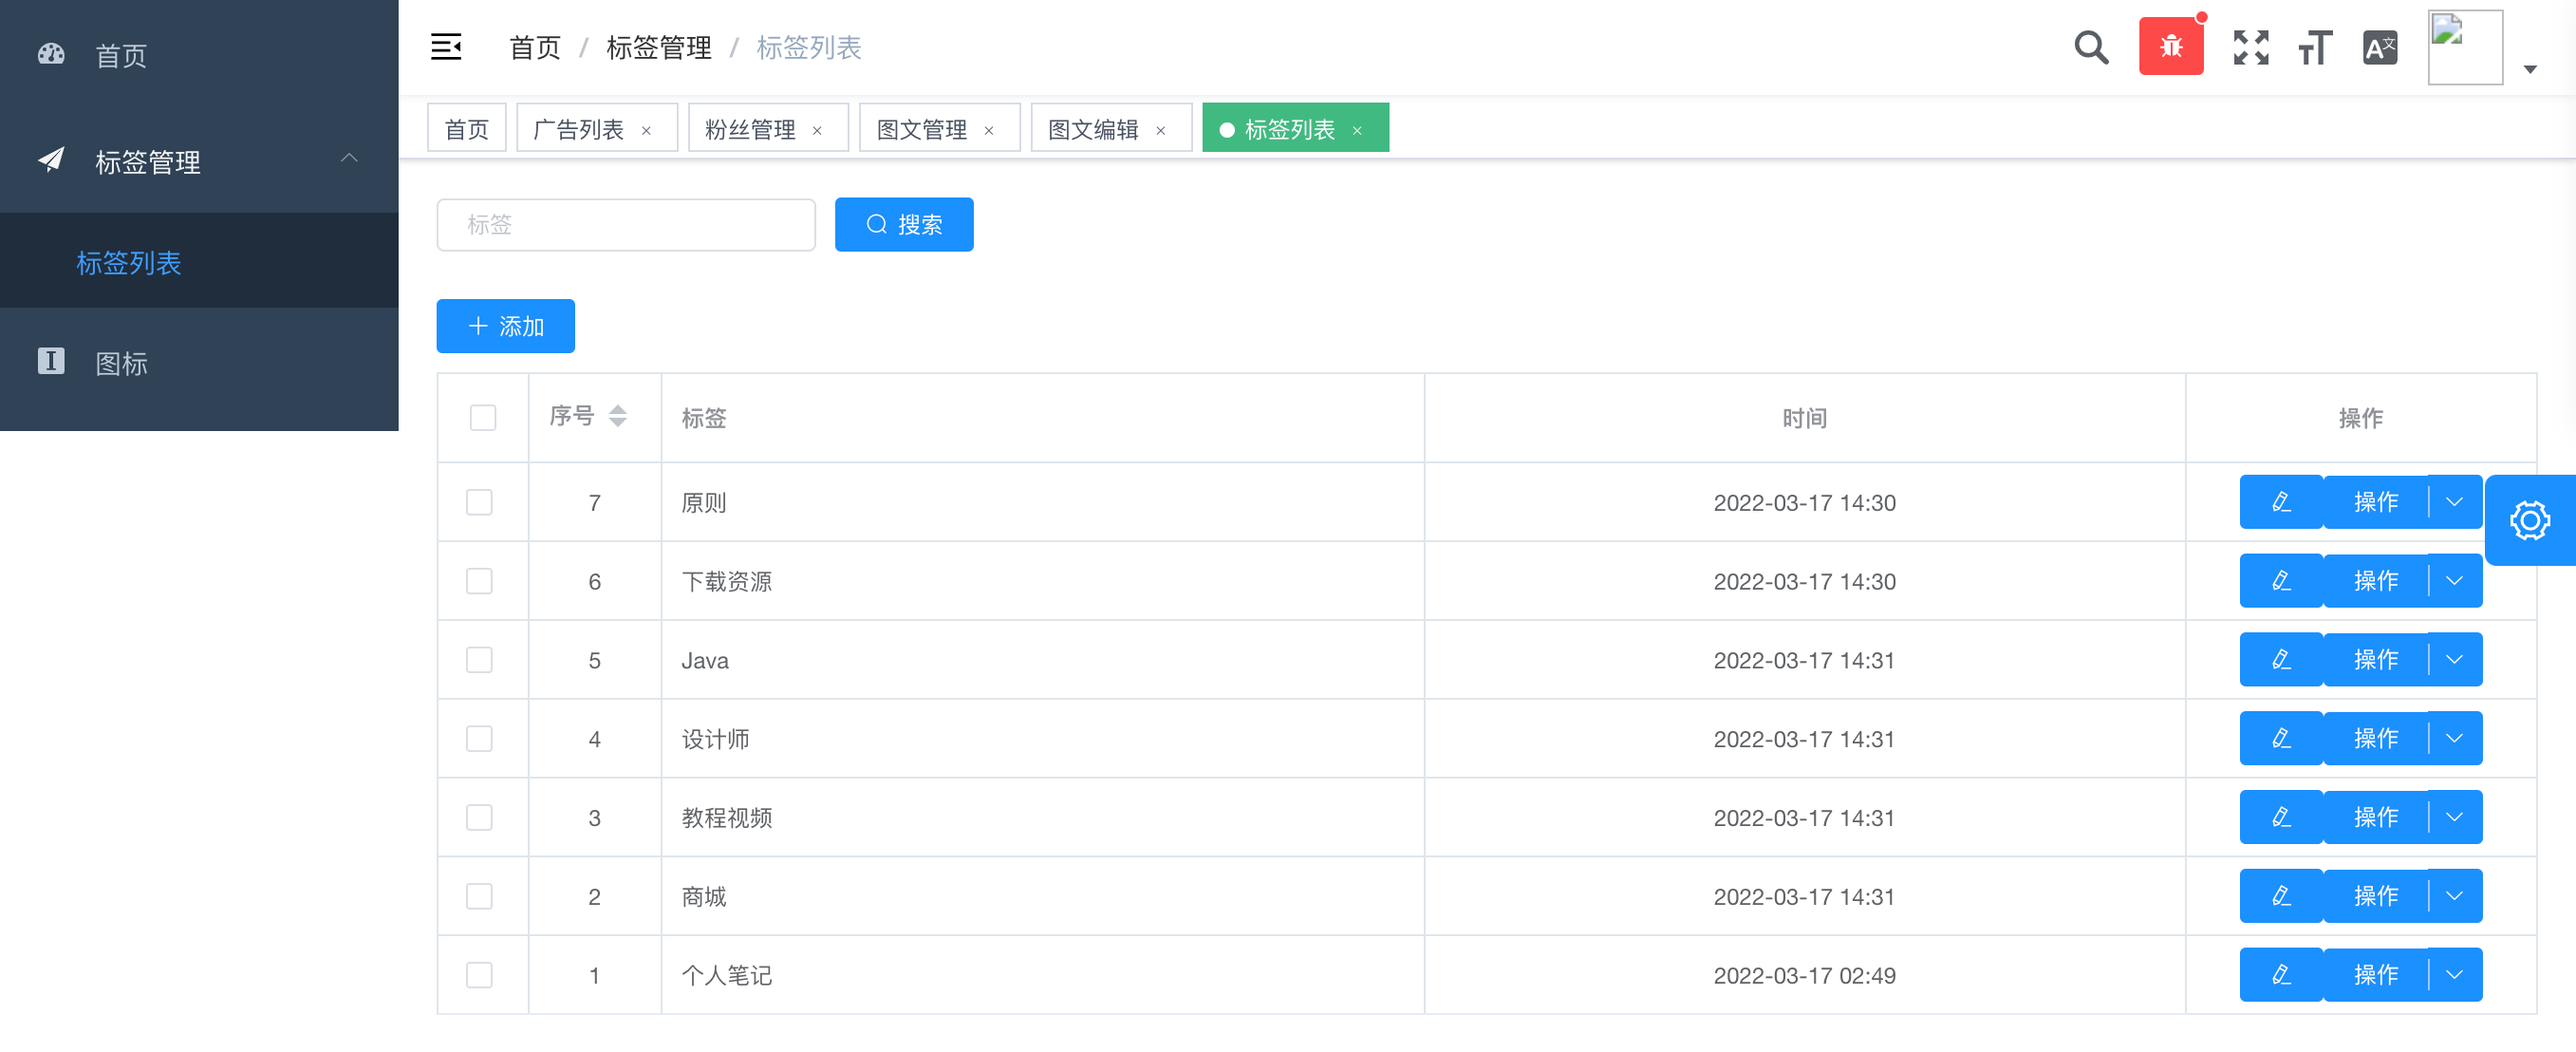 首页
标签管理
标签列表
图标
首页 / 标签管理 / 标签列表
首页 广告列表 × 粉丝管理 × 图文管理 × 图文编辑 × 标签列表 ×
标签 搜索
添加
序号 标签 时间 操作
7 原则 2022-03-17 14:30 操作
6 下载资源 2022-03-17 14:30 操作
5 Java 2022-03-17 14:31 操作
4 设计师 2022-03-17 14:31 操作
3 教程视频 2022-03-17 14:31 操作
2 商城 2022-03-17 14:31 操作
1 个人笔记 2022-03-17 02:49 操作